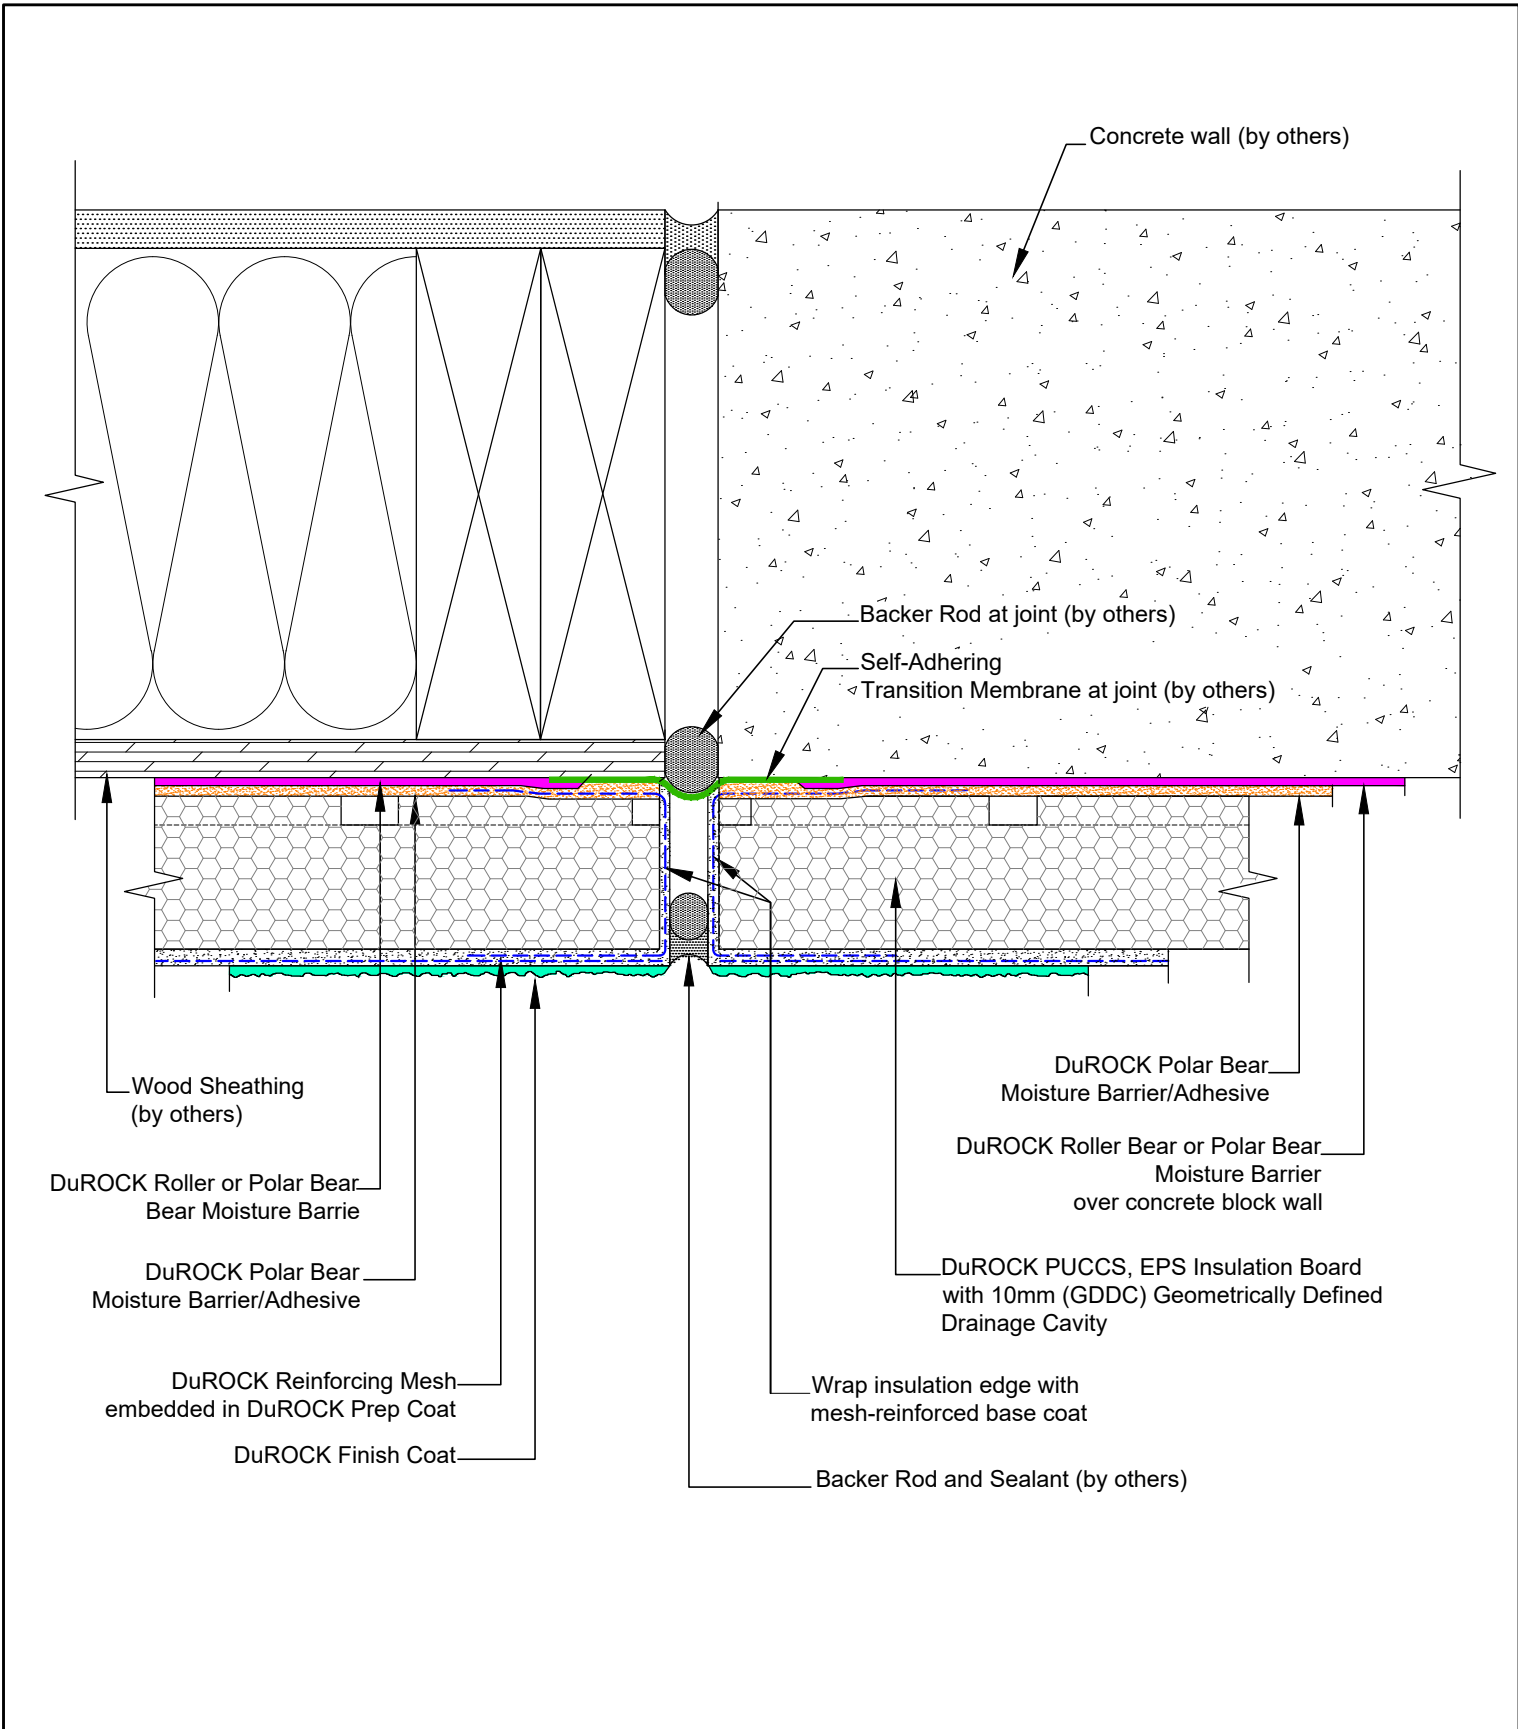 Concrete wall (by others)
Backer Rod at joint (by others)
Self-Adhering
Transition Membrane at joint (by others)
Wood Sheathing
(by others)
DuROCK Polar Bear
Moisture Barrier/Adhesive
DuROCK Roller Bear or Polar Bear
Moisture Barrier
over concrete block wall
DuROCK Roller or Polar Bear
Bear Moisture Barrie
DuROCK Polar Bear
Moisture Barrier/Adhesive
DuROCK PUCCS, EPS Insulation Board
with 10mm (GDDC) Geometrically Defined
Drainage Cavity
DuROCK Reinforcing Mesh
embedded in DuROCK Prep Coat
Wrap insulation edge with
mesh-reinforced base coat
DuROCK Finish Coat
Backer Rod and Sealant (by others)